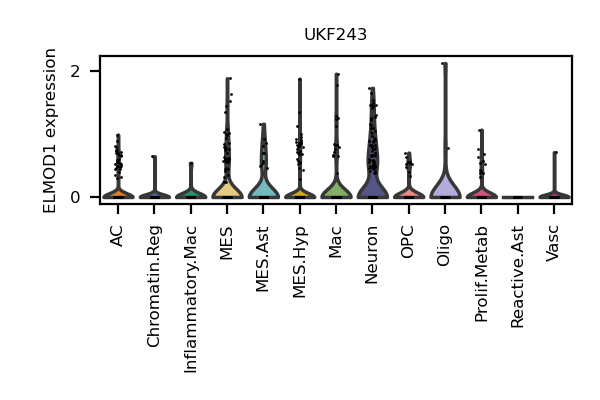 UKF243
ELMOD1 expression
2
0
AC
Chromatin.Reg
Inflammatory.Mac
MES
MES.Ast
MES.Hyp
Mac
Neuron
OPC
Oligo
Prolif.Metab
Reactive.Ast
Vasc